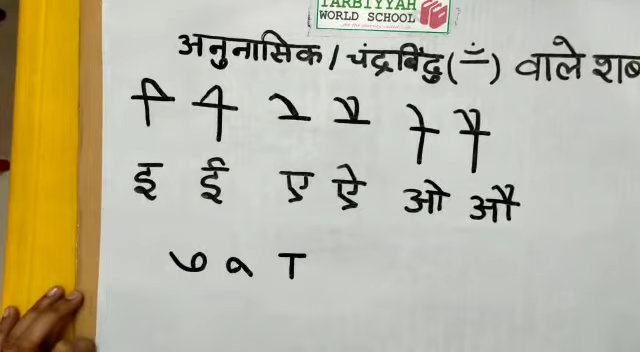 TARBIYYAH
WORLD SCHOOL
अनुनासिक / चंद्रबिंदु (ँ) वाले शब
ि ी े ै ो ौ
इ ई ए ऐ ओ औ
ु ू ा